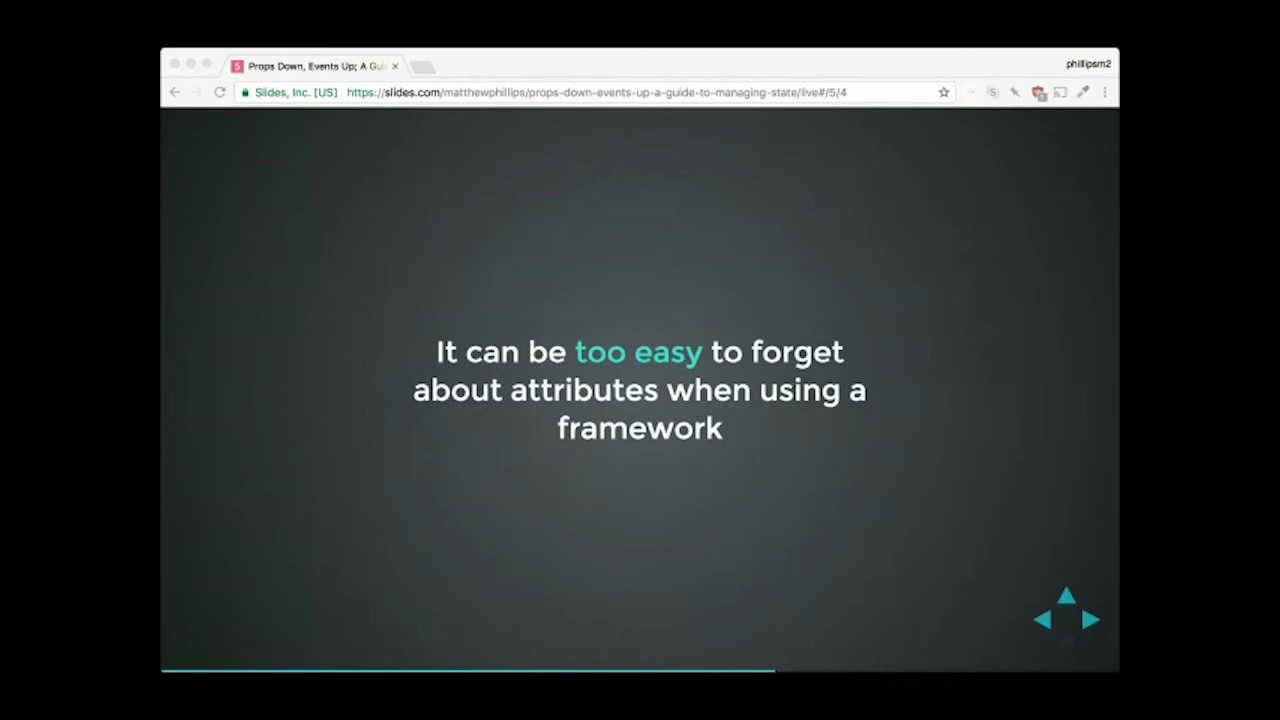 Props Down, Events Up; A Gu
phillipsm2
Slides, Inc. [US] https://slides.com/matthewphillips/props-down-events-up-a-guide-to-managing-state/live#/5/4
It can be too easy to forget
about attributes when using a
framework